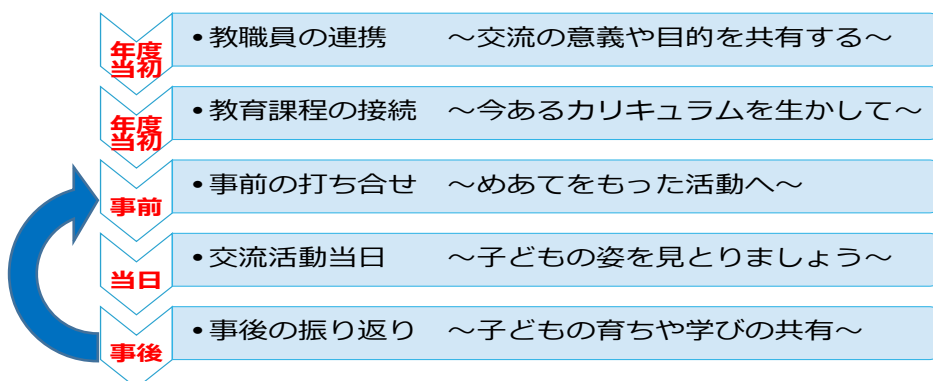 年度
当初
•教職員の連携　～交流の意義や目的を共有する～
年度
当初
•教育課程の接続　～今あるカリキュラムを生かして～
事前
•事前の打ち合せ　～めあてをもった活動へ～
当日
•交流活動当日　～子どもの姿を見とりましょう～
事後
•事後の振り返り　～子どもの育ちや学びの共有～